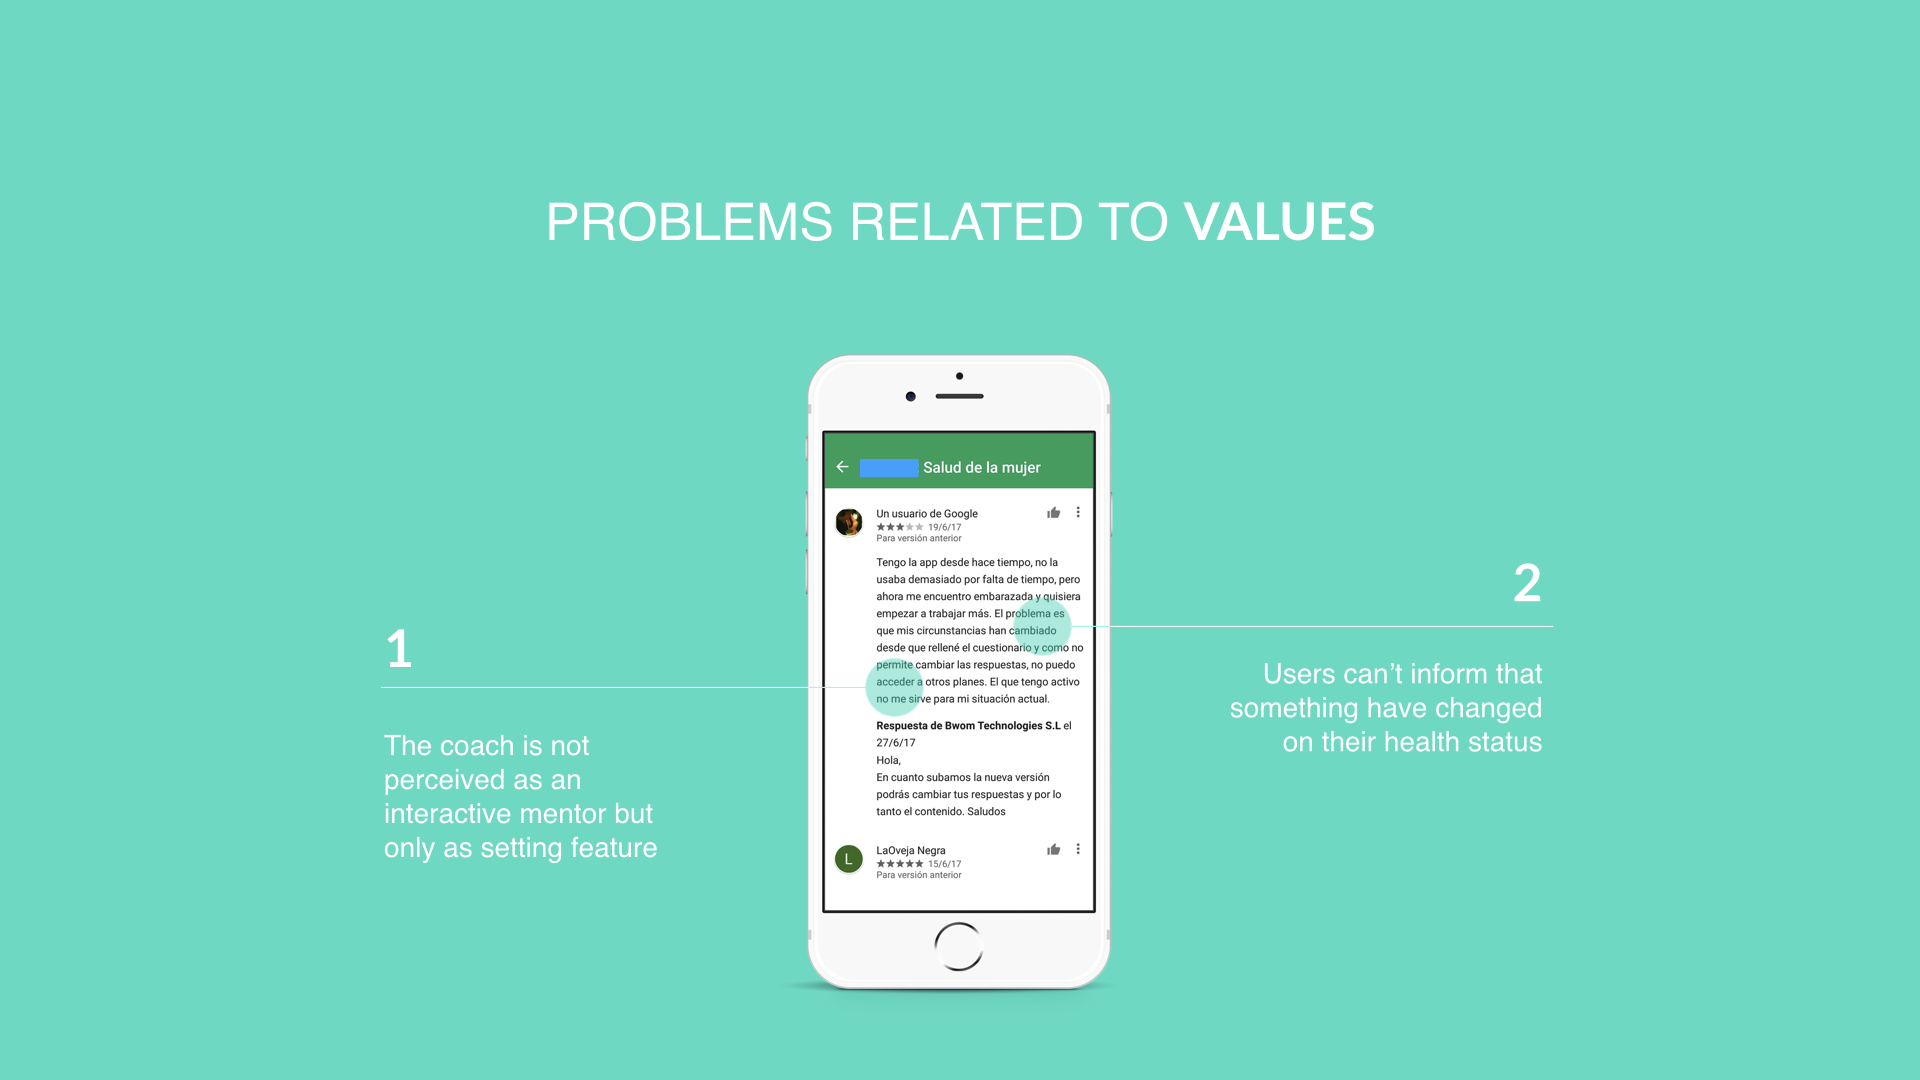 PROBLEMS RELATED TO VALUES
1
The coach is not
perceived as an
interactive mentor but
only as setting feature
Salud de la mujer
Un usuario de Google
19/6/17
Para versión anterior
Tengo la app desde hace tiempo, no la
usaba demasiado por falta de tiempo, pero
ahora me encuentro embarazada y quisiera
empezar a trabajar más. El problema es
que mis circunstancias han cambiado
desde que rellené el cuestionario y como no
permite cambiar las respuestas, no puedo
acceder a otros planes. El que tengo activo
no me sirve para mi situación actual.
Respuesta de Bwom Technologies S.L el
27/6/17
Hola,
En cuanto subamos la nueva versión
podrás cambiar tus respuestas y por lo
tanto el contenido. Saludos
L
LaOveja Negra
15/6/17
Para versión anterior
2
Users can’t inform that
something have changed
on their health status